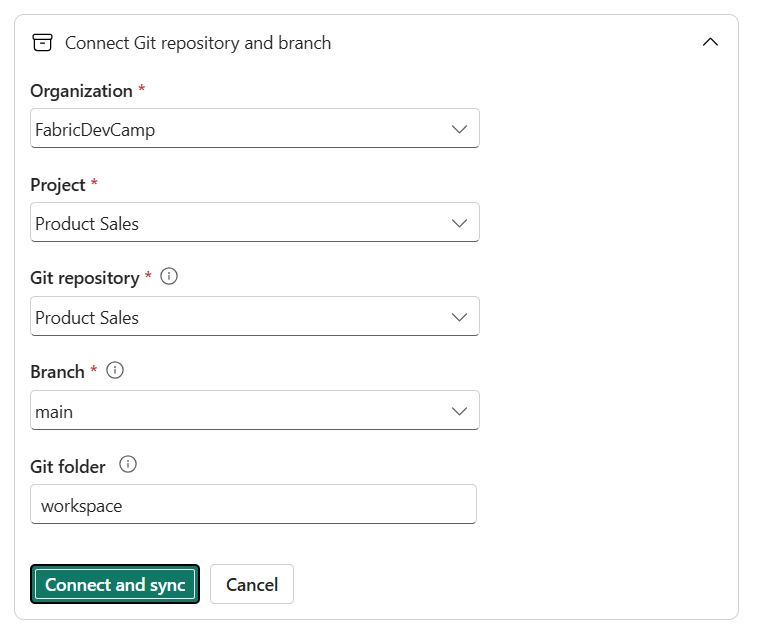 Connect Git repository and branch
Organization *
FabricDevCamp
Project *
Product Sales
Git repository *
Product Sales
Branch *
main
Git folder
workspace
Connect and sync Cancel